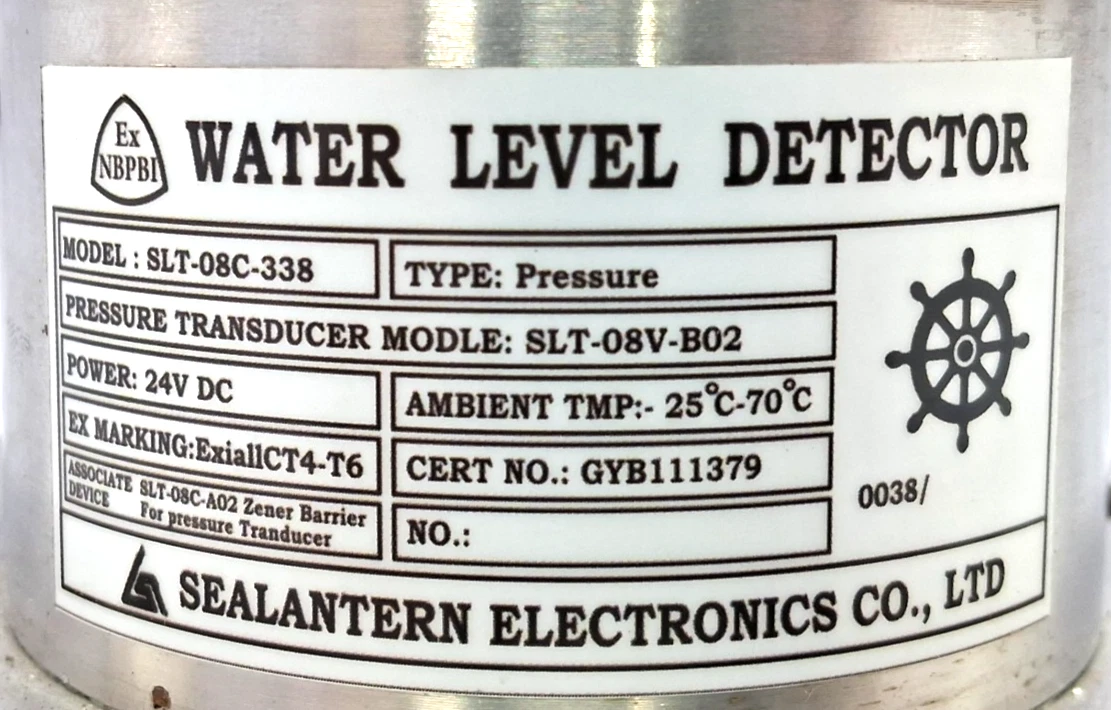 Ex
NBPBI
WATER LEVEL DETECTOR
MODEL : SLT-08C-338
TYPE: Pressure
PRESSURE TRANSDUCER MODLE: SLT-08V-B02
POWER: 24V DC
AMBIENT TMP:- 25℃-70℃
EX MARKING:ExiallCT4-T6
CERT NO.: GYB111379
ASSOCIATE DEVICE
SLT-08C-A02 Zener Barrier
For pressure Tranducer
NO.:
0038/
SEALANTERN ELECTRONICS CO., LTD